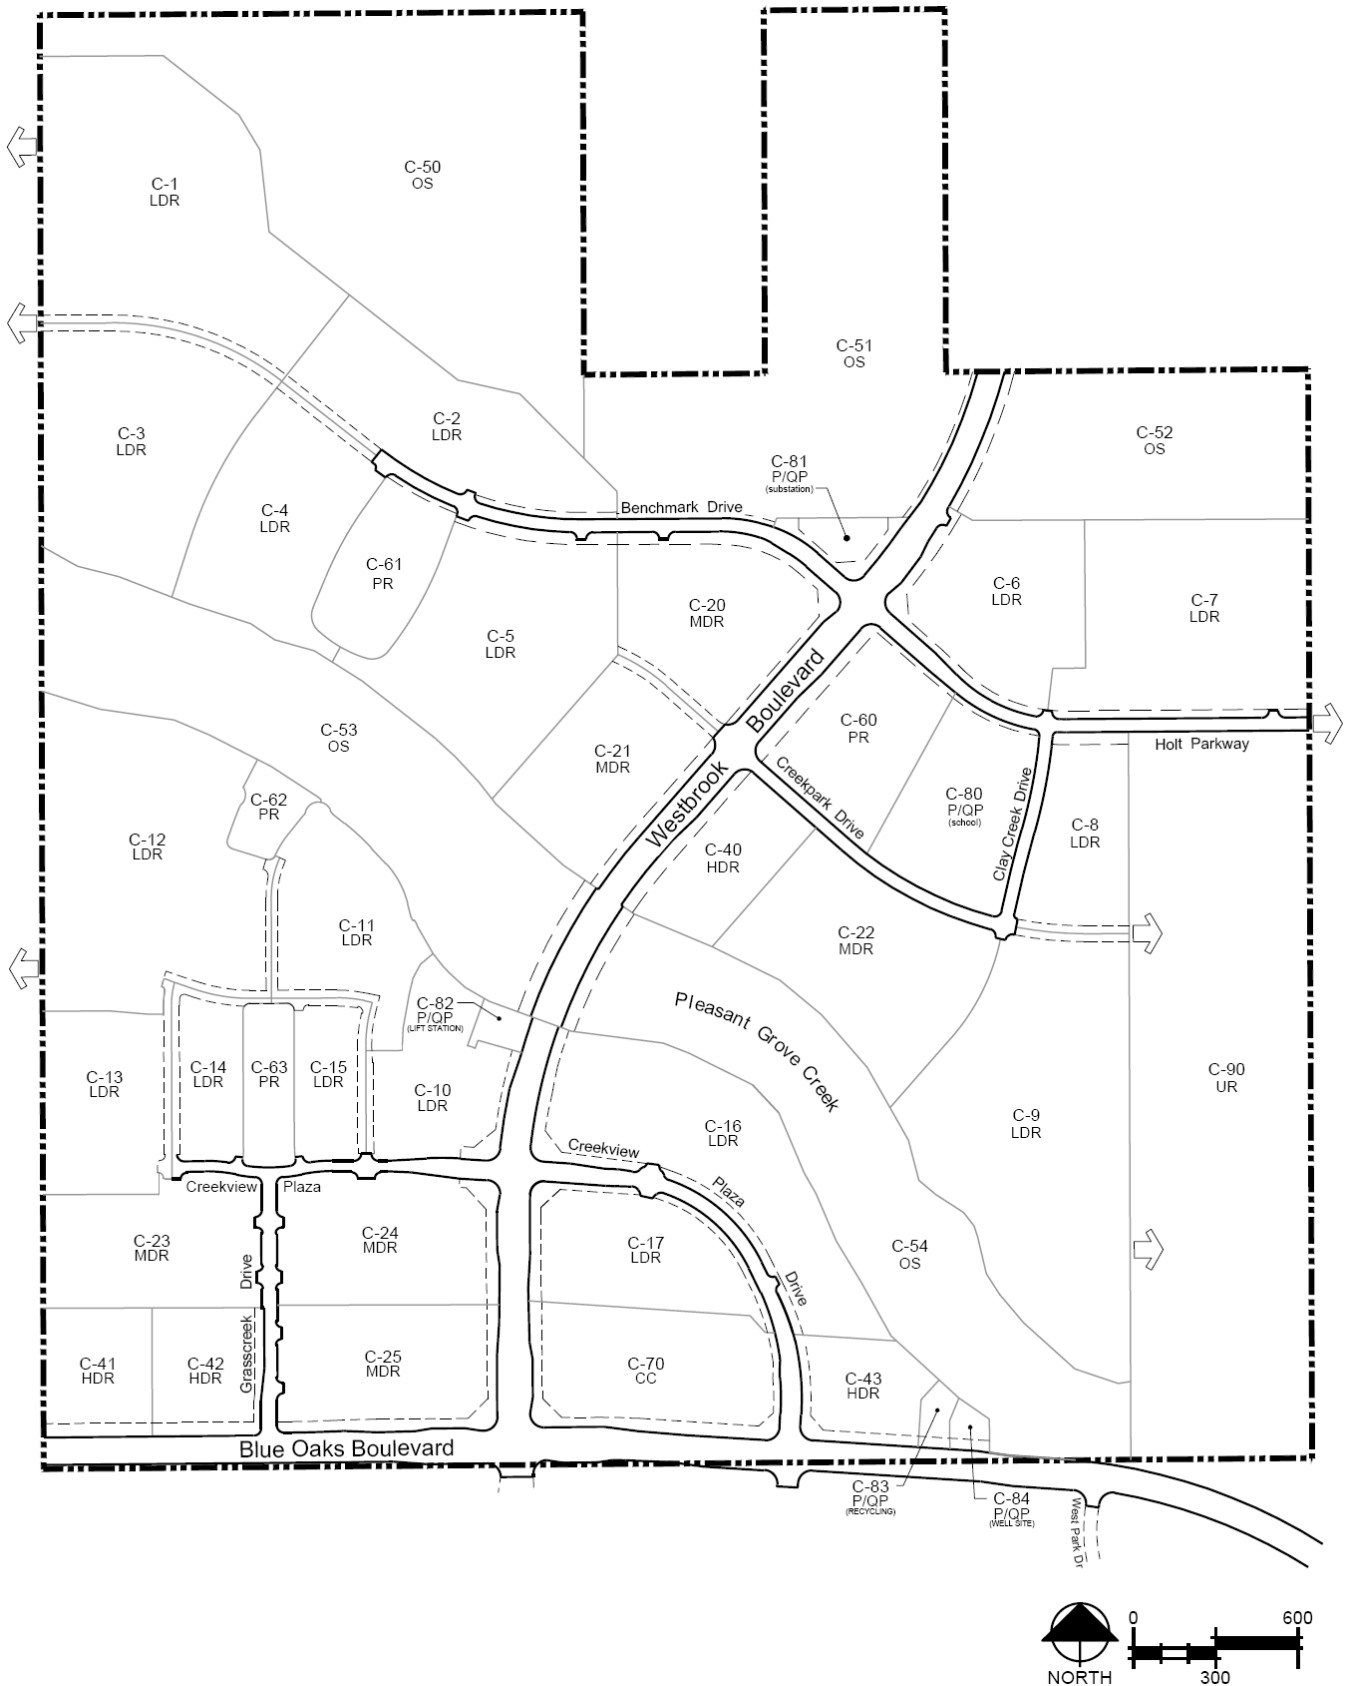 C-50
OS
C-1
LDR
C-51
OS
C-2
LDR
C-3
LDR
C-52
OS
C-81
P/QP
(substation)
Benchmark Drive
C-4
LDR
C-61
PR
C-6
LDR
C-7
LDR
C-20
MDR
C-5
LDR
Westbrook Boulevard
C-60
PR
C-53
OS
Holt Parkway
C-21
MDR
Creekpark Drive
C-80
P/QP
(school)
Clay Creek Drive
C-62
PR
C-8
LDR
C-12
LDR
C-40
HDR
C-11
LDR
C-22
MDR
C-82
P/QP
(LIFT STATION)
Pleasant Grove Creek
C-13
LDR
C-14
LDR
C-63
PR
C-15
LDR
C-10
LDR
C-90
UR
C-16
LDR
C-9
LDR
Creekview Plaza Drive
Creekview Plaza
C-23
MDR
C-24
MDR
C-17
LDR
C-54
OS
Grasscreek Drive
C-41
HDR
C-42
HDR
C-25
MDR
C-70
CC
C-43
HDR
Blue Oaks Boulevard
C-83
P/QP
(RECYCLING)
C-84
P/QP
(WELL SITE)
West Park Dr
0
600
300
NORTH